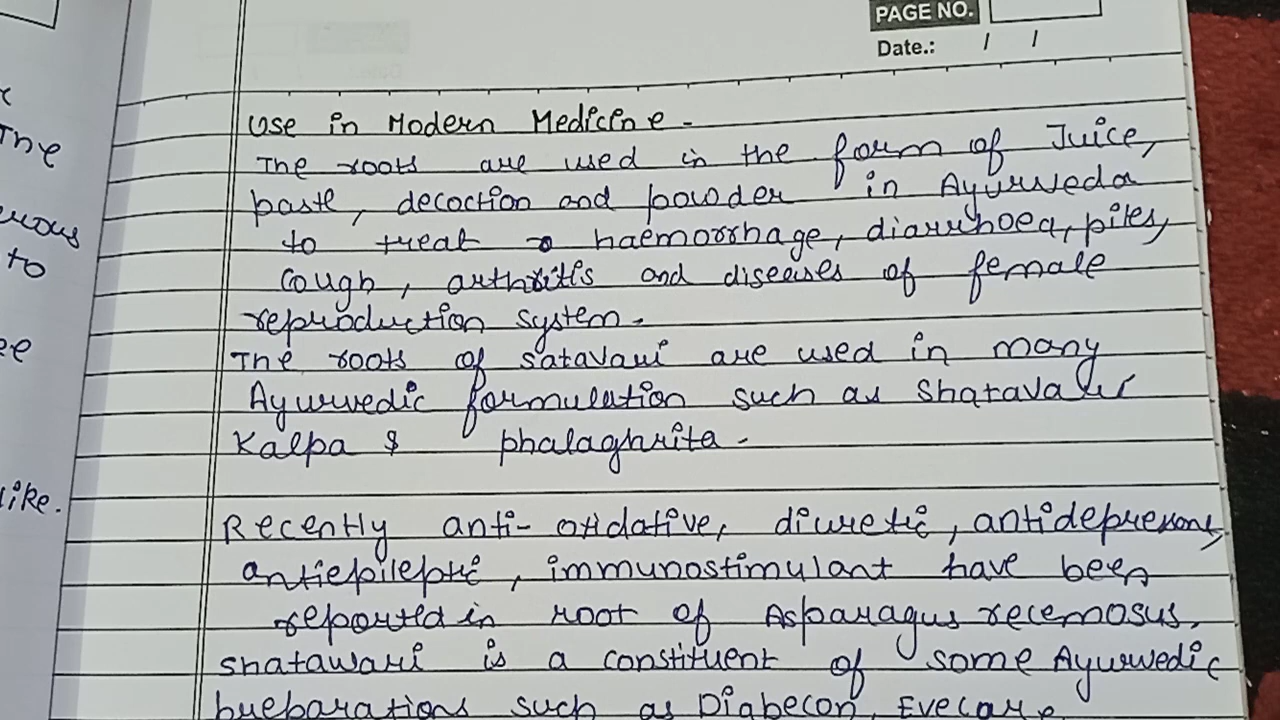 PAGE NO.
Date.: / /
Use in Modern Medicine -
The roots are used in the form of Juice,
paste, decoction and powder in Ayurveda
to treat haemorrhage, diarrhoea, piles,
cough, arthritis and diseases of female
reproduction system.
The roots of satavari are used in many
Ayurvedic formulation such as Shatavari
Kalpa & phalaghrita -
Recently anti-oxidative, diuretic, antidepressant,
antiepileptic, immunostimulant have been
reported in root of Asparagus recemosus.
shatawari is a constituent of some Ayurvedic
preparations such as Diabecon, Evecare
The
to
like.